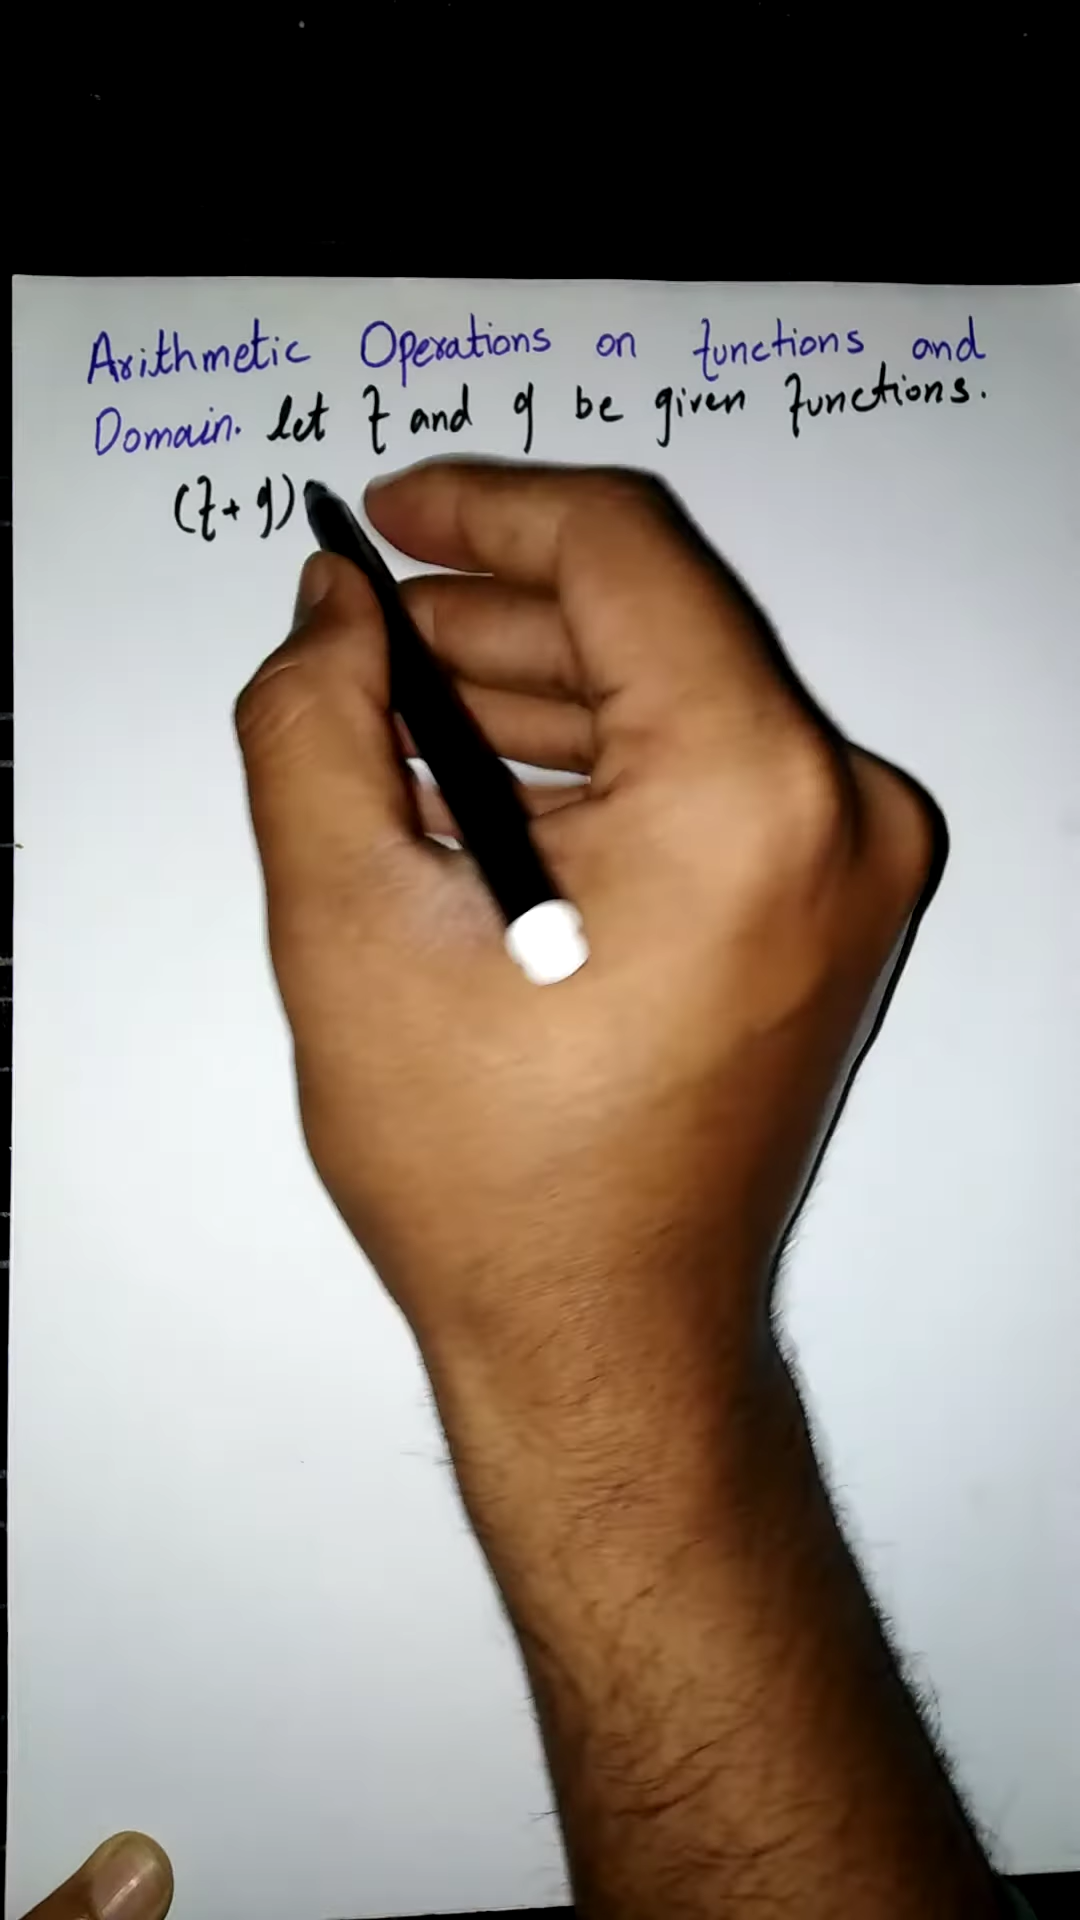 Arithmetic Operations on functions and
Domain. let f and g be given functions.
(f+g)